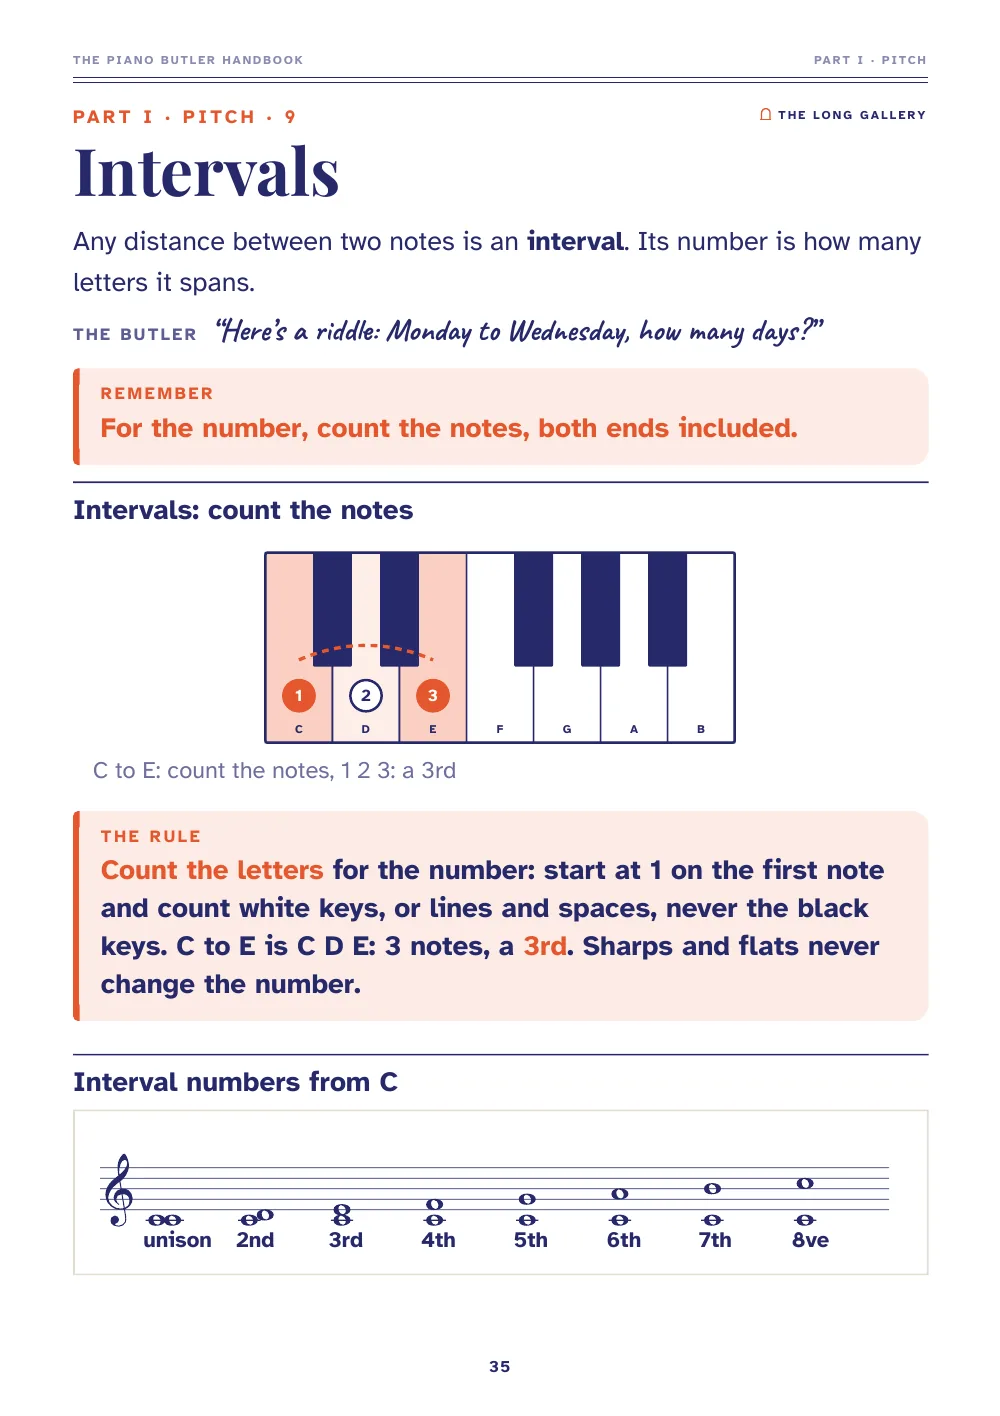 THE PIANO BUTLER HANDBOOK
PART I · PITCH
PART I · PITCH · 9
THE LONG GALLERY
Intervals
Any distance between two notes is an interval. Its number is how many
letters it spans.
THE BUTLER “Here’s a riddle: Monday to Wednesday, how many days?”
REMEMBER
For the number, count the notes, both ends included.
Intervals: count the notes
1 2 3
C D E F G A B
C to E: count the notes, 1 2 3: a 3rd
THE RULE
Count the letters for the number: start at 1 on the first note
and count white keys, or lines and spaces, never the black
keys. C to E is C D E: 3 notes, a 3rd. Sharps and flats never
change the number.
Interval numbers from C
unison 2nd 3rd 4th 5th 6th 7th 8ve
35